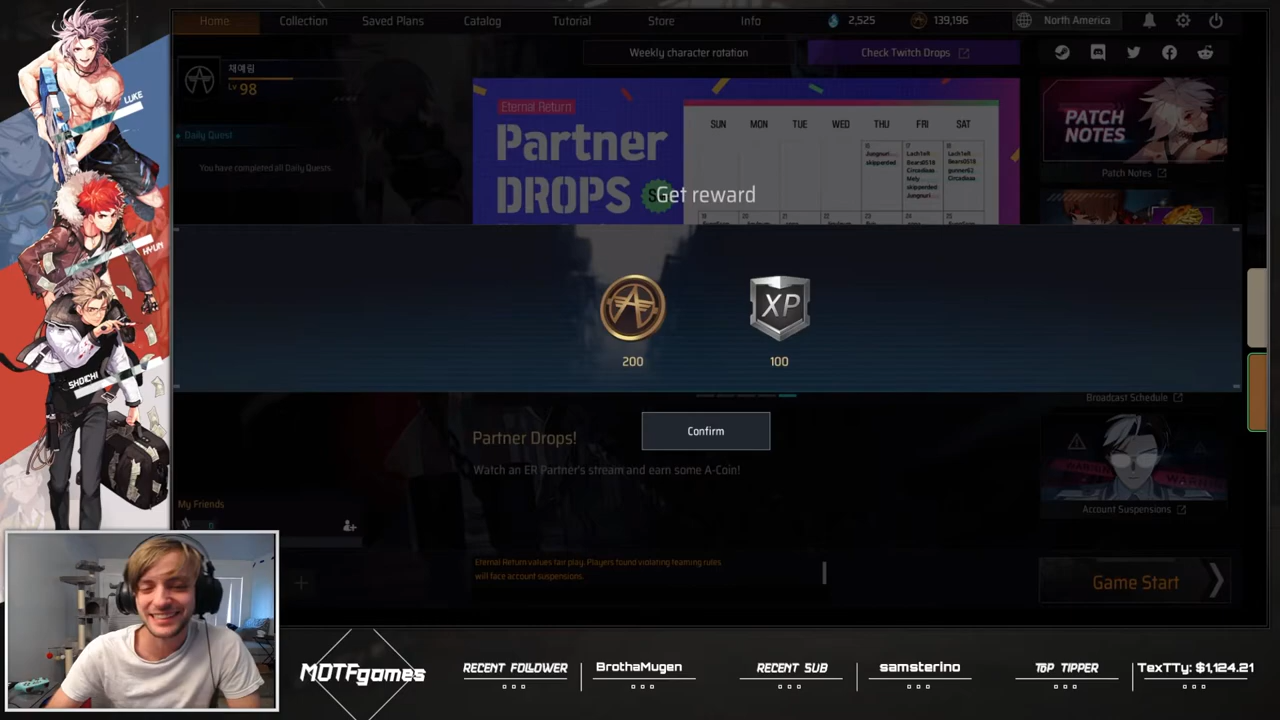 Home
Collection
Saved Plans
Catalog
Tutorial
Store
Info
2,525
139,196
North America
Weekly character rotation
Check Twitch Drops
재예림
Lv 98
Daily Quest
You have completed all Daily Quests.
Eternal Return
Partner
DROPS
SUN MON TUE WED THU FRI SAT
Get reward
PATCH
NOTES
Patch Notes
200
100
XP
Confirm
Partner Drops!
Watch an ER Partner's stream and earn some A-Coin!
Broadcast Schedule
Account Suspensions
My Friends
0
Eternal Return values fair play. Players found violating teaming rules
will face account suspensions.
Game Start
LUKE
HYUN
SHOICHI
MOTFgames
RECENT FOLLOWER
BrothaMugen
RECENT SUB
samsterino
TOP TIPPER
TexTTy: $1,124.21